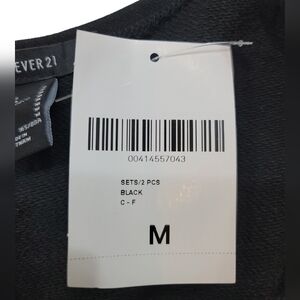 EVER 21
00414557043
SETS/2 PCS
BLACK
C - F
M